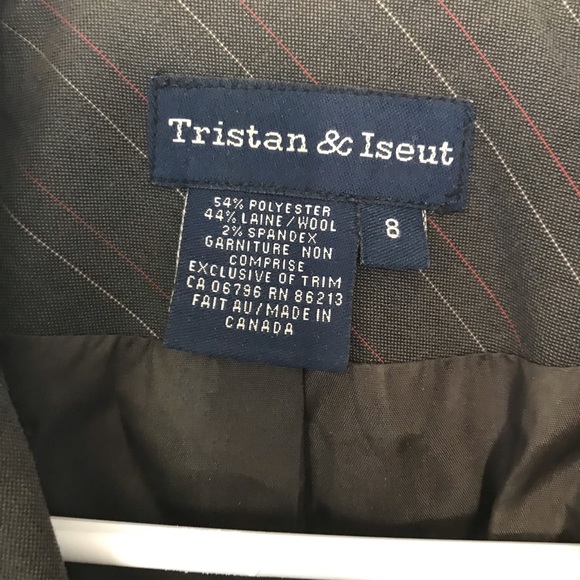 Tristan & Iseut
54% POLYESTER
44% LAINE/WOOL
2% SPANDEX
GARNITURE NON
COMPRISE
EXCLUSIVE OF TRIM
CA 06796 RN 86213
FAIT AU/MADE IN
CANADA
8